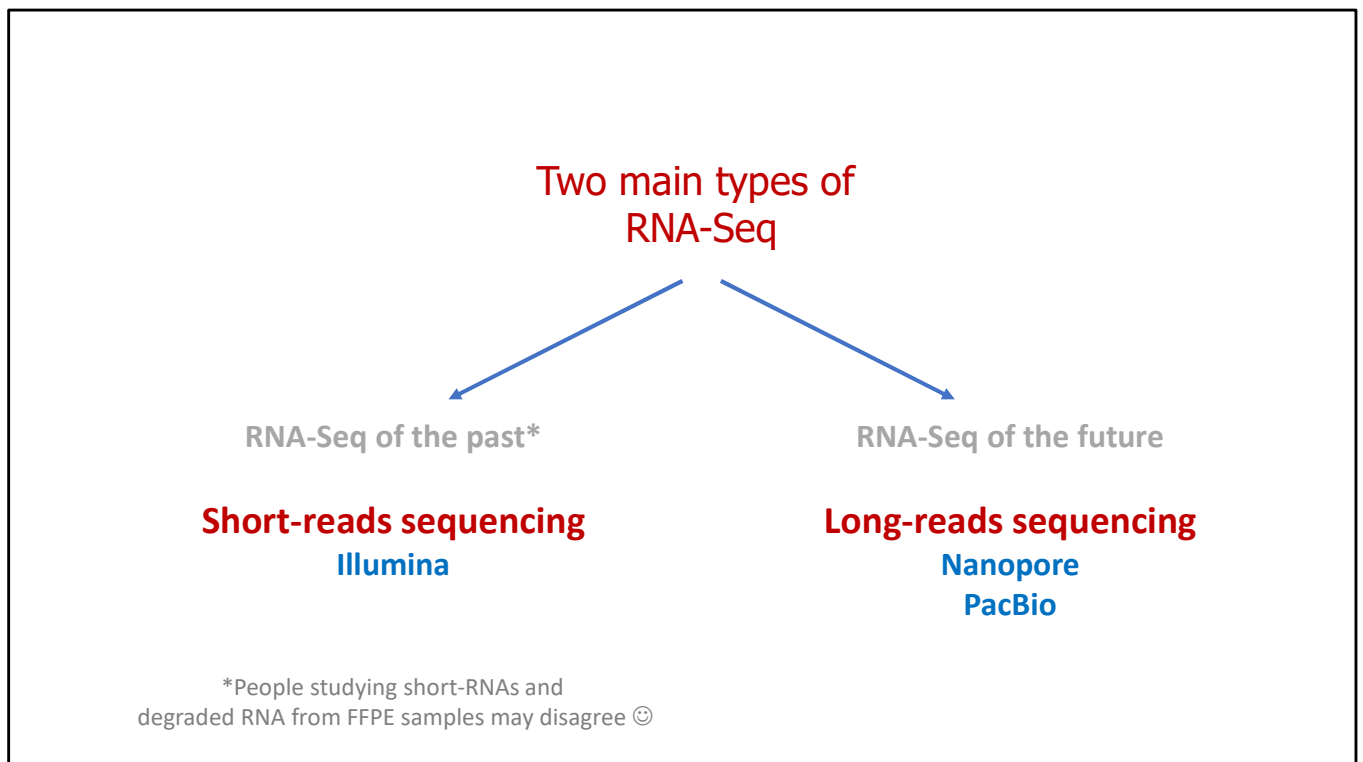 Two main types of
RNA-Seq
RNA-Seq of the past*
RNA-Seq of the future
Short-reads sequencing
Illumina
Long-reads sequencing
Nanopore
PacBio
*People studying short-RNAs and
degraded RNA from FFPE samples may disagree ☺